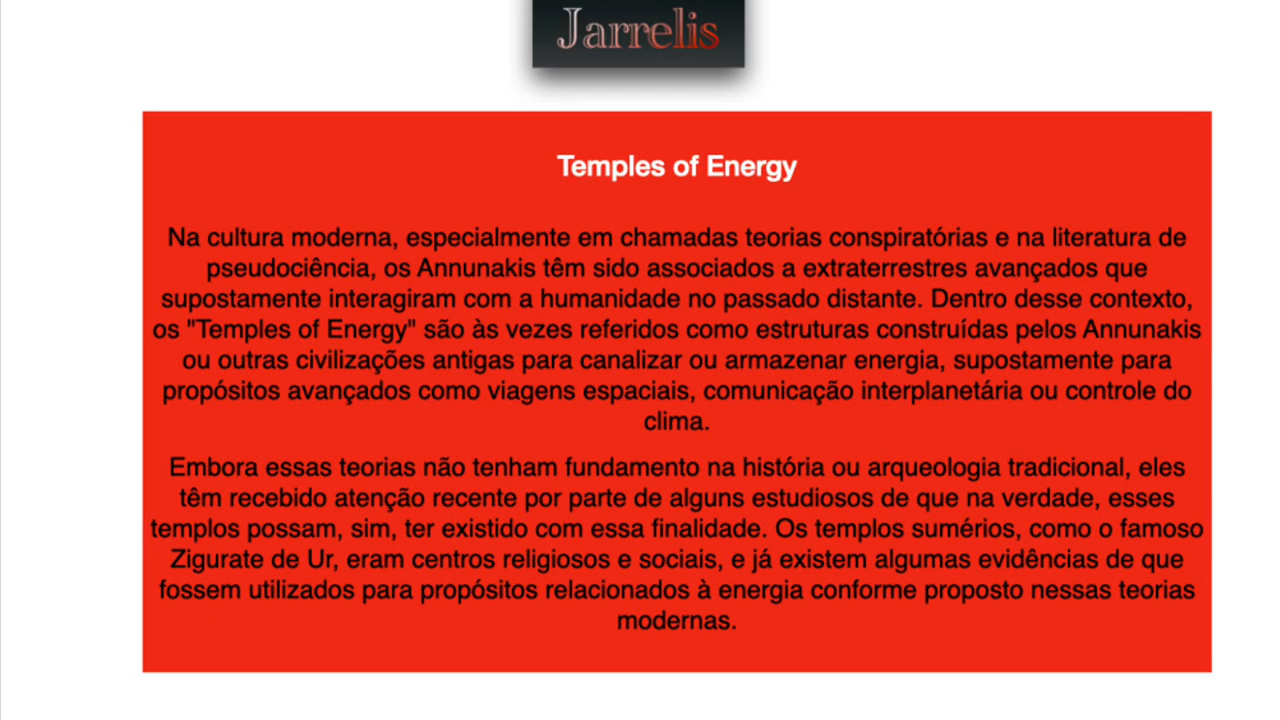 Jarrelis
Temples of Energy
Na cultura moderna, especialmente em chamadas teorias conspiratórias e na literatura de
pseudociência, os Annunakis têm sido associados a extraterrestres avançados que
supostamente interagiram com a humanidade no passado distante. Dentro desse contexto,
os "Temples of Energy" são às vezes referidos como estruturas construídas pelos Annunakis
ou outras civilizações antigas para canalizar ou armazenar energia, supostamente para
propósitos avançados como viagens espaciais, comunicação interplanetária ou controle do
clima.
Embora essas teorias não tenham fundamento na história ou arqueologia tradicional, eles
têm recebido atenção recente por parte de alguns estudiosos de que na verdade, esses
templos possam, sim, ter existido com essa finalidade. Os templos sumérios, como o famoso
Zigurate de Ur, eram centros religiosos e sociais, e já existem algumas evidências de que
fossem utilizados para propósitos relacionados à energia conforme proposto nessas teorias
modernas.